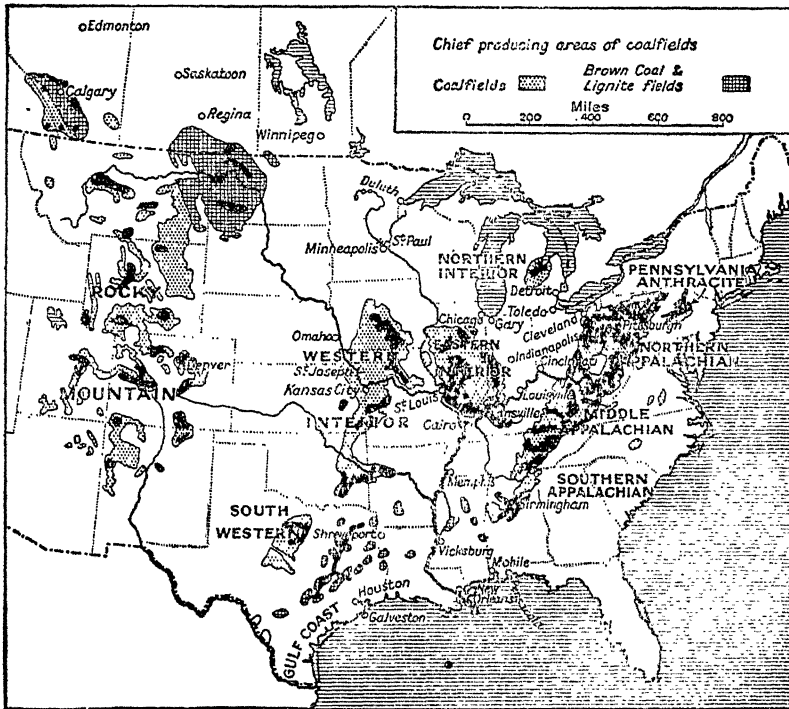 Edmonton
Saskatoon
Calgary
Regina
Winnipeg
Chief producing areas of coalfields
Coalfields
Brown Coal &
Lignite fields
Miles
0 200 400 600 800
Duluth
St Paul
Minneapolis
NORTHERN
INTERIOR
Detroit
PENNSYLVANIA
ANTHRACITE
Chicago
Toledo
Gary
Cleveland
Pittsburgh
Indianapolis
NORTHERN
APPALACHIAN
ROCKY
MOUNTAIN
Denver
Omaha
WESTERN
INTERIOR
St Joseph
Kansas City
EASTERN
INTERIOR
St Louis
Louisville
Cairo
MIDDLE
APPALACHIAN
SOUTHERN
APPALACHIAN
Memphis
Birmingham
SOUTH
WESTERN
Shreveport
Vicksburg
Mobile
New
Orleans
Houston
Galveston
GULF COAST